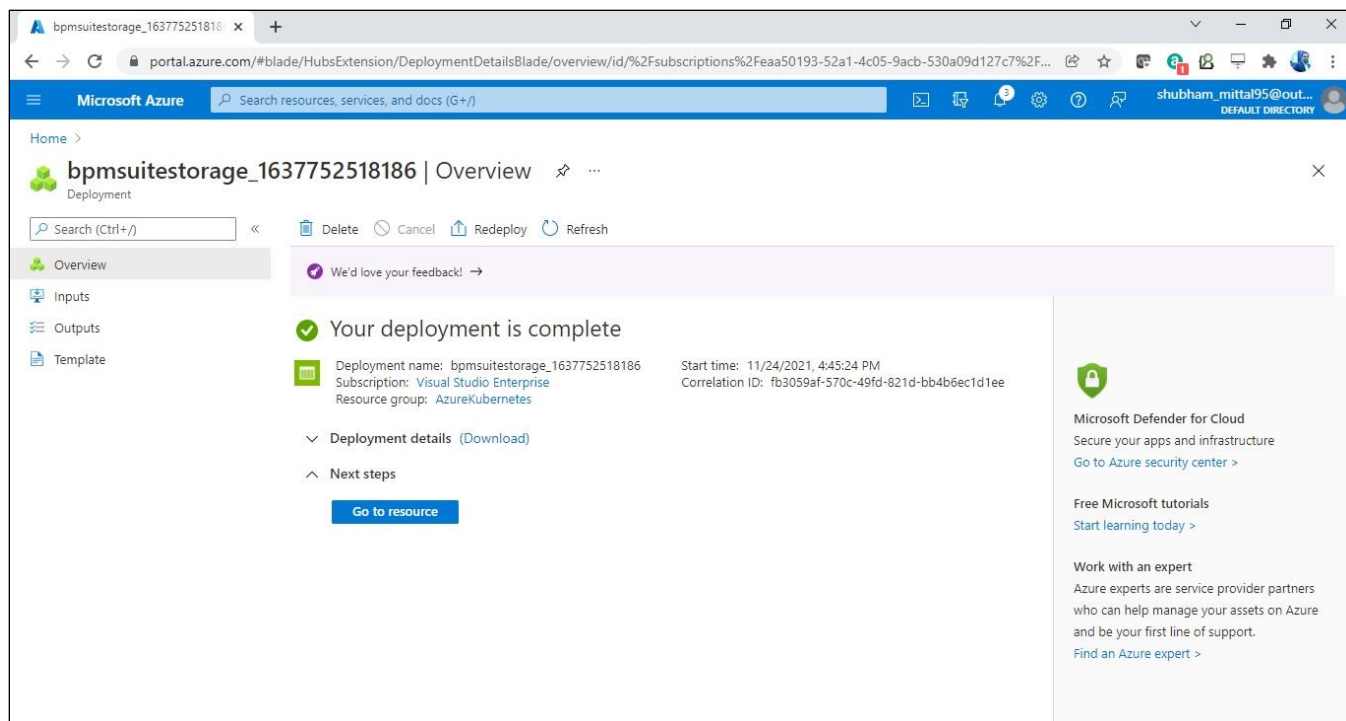 bpmsuitestorage_1637752518186
portal.azure.com/#blade/HubsExtension/DeploymentDetailsBlade/overview/id/%2Fsubscriptions%2Feaa50193-52a1-4c05-9acb-530a09d127c7%2F...
1
Microsoft Azure
Search resources, services, and docs (G+/)
3
shubham_mittal95@out...
DEFAULT DIRECTORY
Home >
bpmsuitestorage_1637752518186 | Overview
...
Deployment
Search (Ctrl+/)
«
Delete
Cancel
Redeploy
Refresh
Overview
Inputs
Outputs
Template
We'd love your feedback! →
Your deployment is complete
Deployment name: bpmsuitestorage_1637752518186
Subscription: Visual Studio Enterprise
Resource group: AzureKubernetes
Start time: 11/24/2021, 4:45:24 PM
Correlation ID: fb3059af-570c-49fd-821d-bb4b6ec1d1ee
Deployment details (Download)
Next steps
Go to resource
Microsoft Defender for Cloud
Secure your apps and infrastructure
Go to Azure security center >
Free Microsoft tutorials
Start learning today >
Work with an expert
Azure experts are service provider partners
who can help manage your assets on Azure
and be your first line of support.
Find an Azure expert >